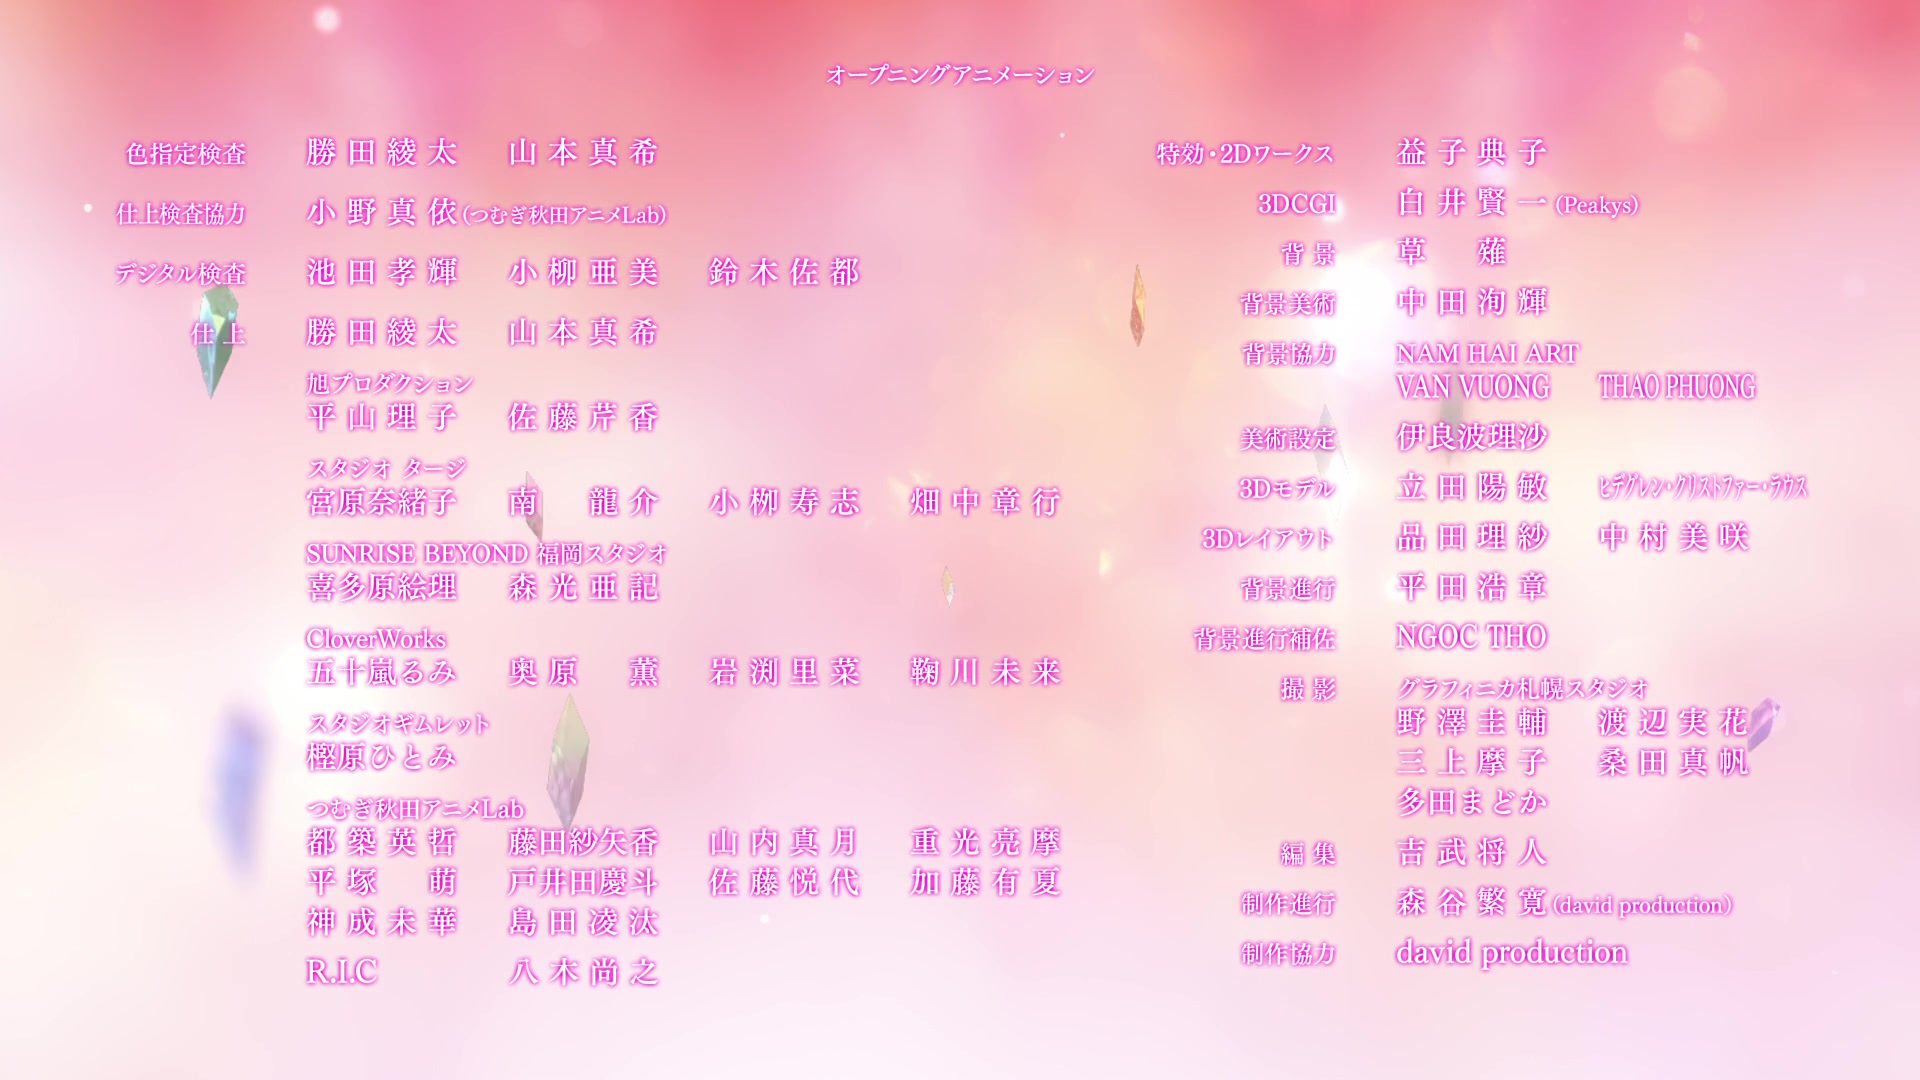 オープニングアニメーション
色指定検査 勝田綾太 山本真希
仕上検査協力 小野真依(つむぎ秋田アニメLab)
デジタル検査 池田孝輝 小柳亜美 鈴木佐都
仕上 勝田綾太 山本真希
旭プロダクション
平山理子 佐藤芹香
スタジオ タージ
宮原奈緒子 南 龍介 小栁寿志 畑中章行
SUNRISE BEYOND 福岡スタジオ
喜多原絵理 森光亜記
CloverWorks
五十嵐るみ 奥原 薫 岩渕里菜 鞠川未来
スタジオギムレット
樫原ひとみ
つむぎ秋田アニメLab
都築英哲 藤田紗矢香 山内真月 重光亮摩
平塚 萌 戸井田慶斗 佐藤悦代 加藤有夏
神成未華 島田凌汰
R.I.C 八木尚之
特効・2Dワークス 益子典子
3DCGI 白井賢一(Peakys)
背景 草 薙
背景美術 中田洵輝
背景協力 NAM HAI ART
VAN VUONG THAO PHUONG
美術設定 伊良波理沙
3Dモデル 立田陽敏 ヒデグレン・クリストファー・ラウス
3Dレイアウト 品田理紗 中村美咲
背景進行 平田浩章
背景進行補佐 NGOC THO
撮影 グラフィニカ札幌スタジオ
野澤圭輔 渡辺実花
三上摩子 桑田真帆
多田まどか
編集 吉武将人
制作進行 森谷繁寛(david production)
制作協力 david production